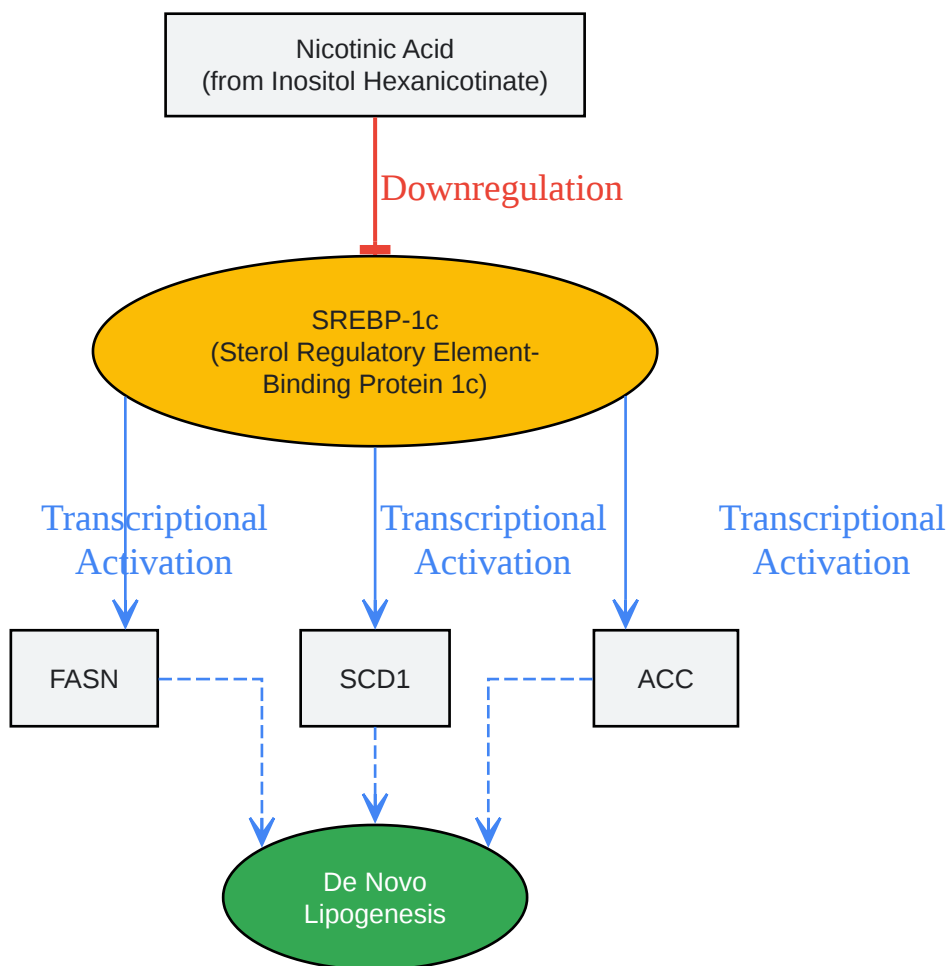 Nicotinic Acid
(from Inositol Hexanicotinate)
Downregulation
SREBP-1c
(Sterol Regulatory Element-
Binding Protein 1c)
Transcriptional
Activation
Transcriptional
Activation
Transcriptional
Activation
FASN
SCD1
ACC
De Novo
Lipogenesis